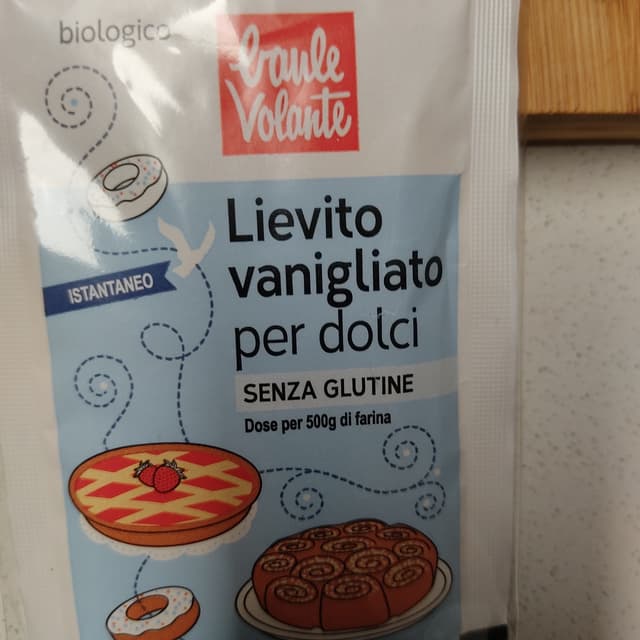 biologico
baule
Volante
Lievito
vanigliato
ISTANTANEO
per dolci
SENZA GLUTINE
Dose per 500g di farina